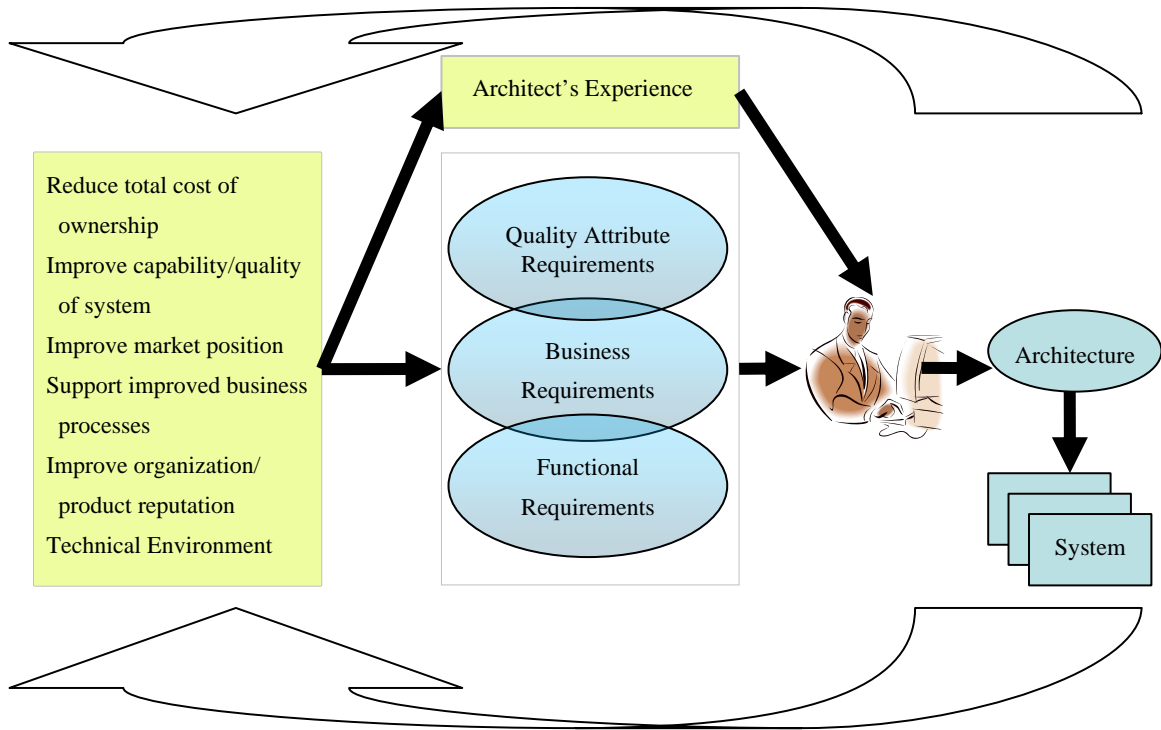 Architect’s Experience
Reduce total cost of
ownership
Improve capability/quality
of system
Improve market position
Support improved business
processes
Improve organization/
product reputation
Technical Environment
Quality Attribute
Requirements
Business
Requirements
Functional
Requirements
Architecture
System